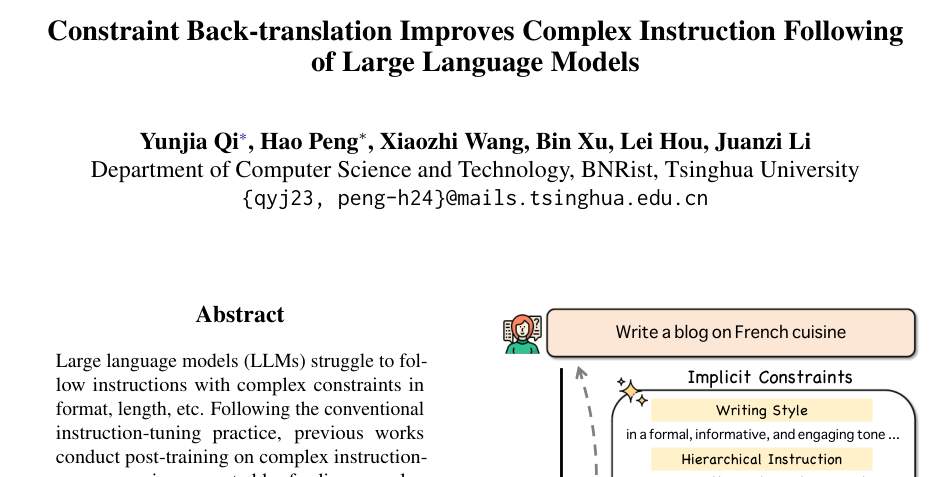 Constraint Back-translation Improves Complex Instruction Following
of Large Language Models
Yunjia Qi*, Hao Peng*, Xiaozhi Wang, Bin Xu, Lei Hou, Juanzi Li
Department of Computer Science and Technology, BNRist, Tsinghua University
{qyj23, peng-h24}@mails.tsinghua.edu.cn
Abstract
Large language models (LLMs) struggle to fol-
low instructions with complex constraints in
format, length, etc. Following the conventional
instruction-tuning practice, previous works
conduct post-training on complex instruction-
Write a blog on French cuisine
Implicit Constraints
Writing Style
in a formal, informative, and engaging tone ...
Hierarchical Instruction